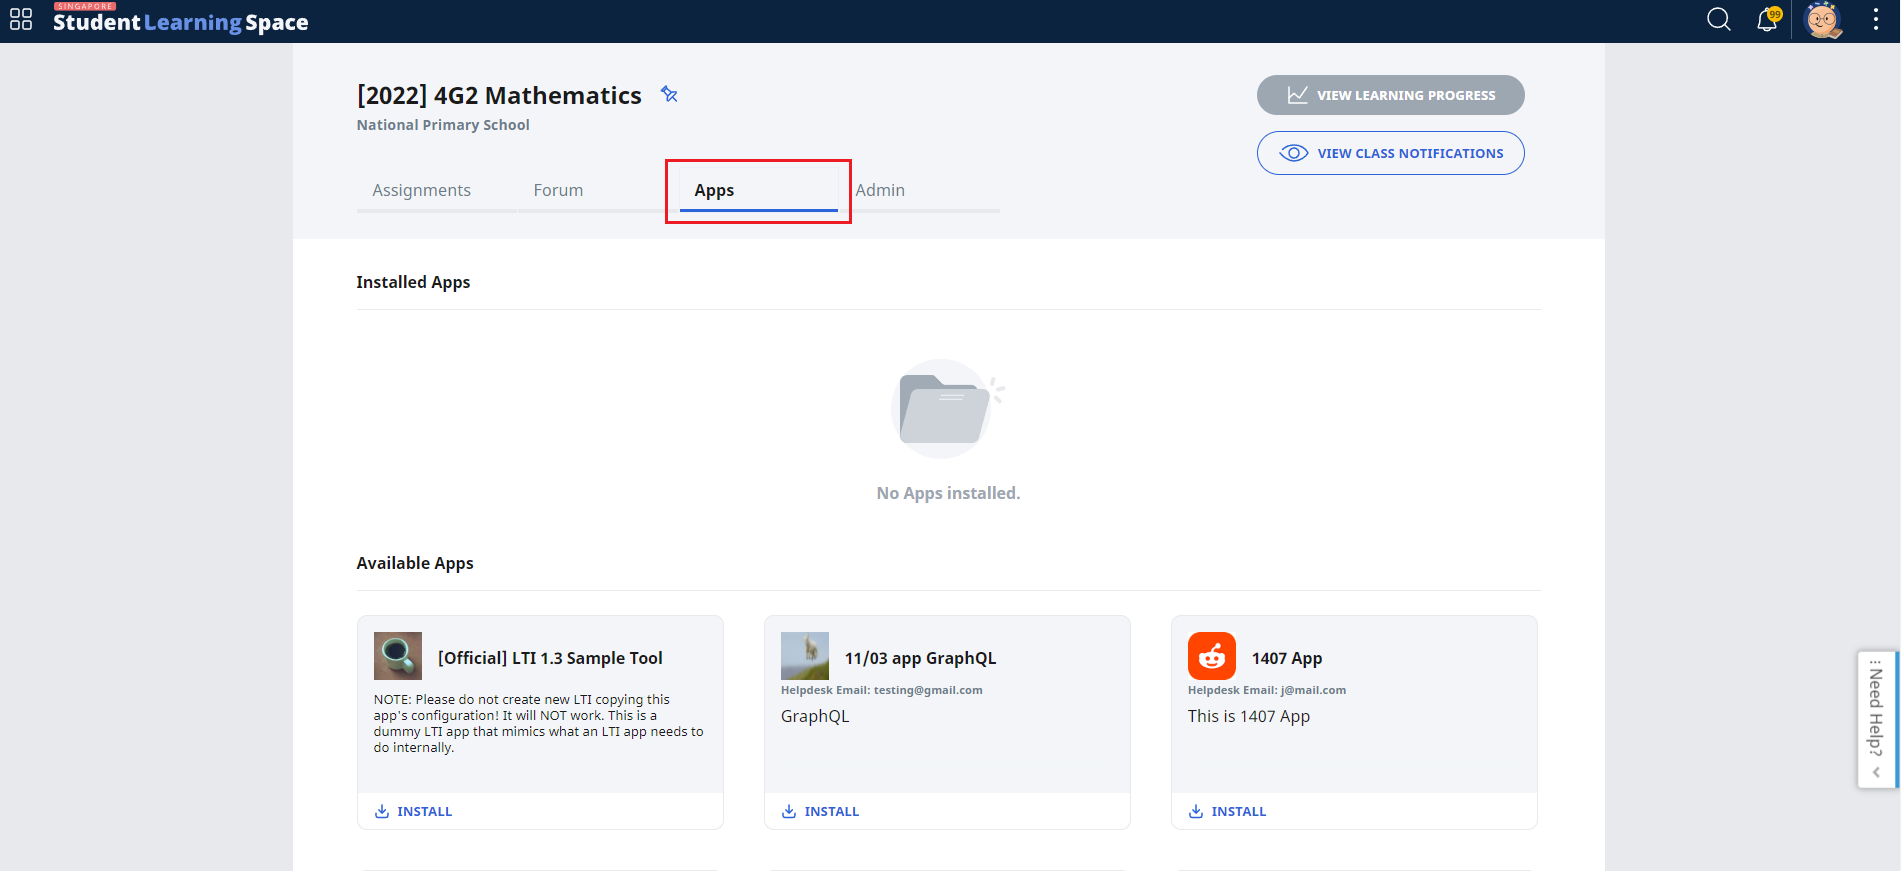 SINGAPORE
Student Learning Space
99
[2022] 4G2 Mathematics
National Primary School
VIEW LEARNING PROGRESS
VIEW CLASS NOTIFICATIONS
Assignments
Forum
Apps
Admin
Installed Apps
No Apps installed.
Available Apps
[Official] LTI 1.3 Sample Tool
NOTE: Please do not create new LTI copying this
app's configuration! It will NOT work. This is a
dummy LTI app that mimics what an LTI app needs to
do internally.
INSTALL
11/03 app GraphQL
Helpdesk Email: testing@gmail.com
GraphQL
INSTALL
1407 App
Helpdesk Email: j@mail.com
This is 1407 App
INSTALL
Need Help?